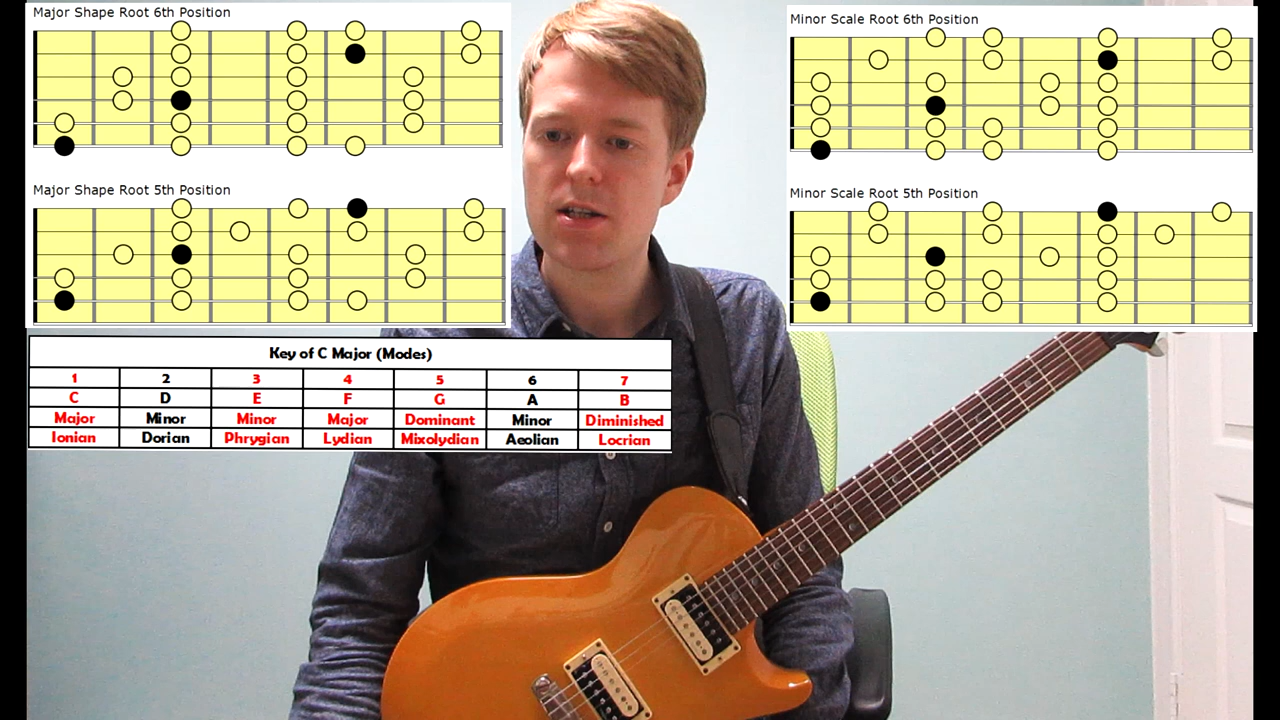 Major Shape Root 6th Position
Major Shape Root 5th Position
Minor Scale Root 6th Position
Minor Scale Root 5th Position
Key of C Major (Modes)
1 2 3 4 5 6 7
C D E F G A B
Major Minor Minor Major Dominant Minor Diminished
Ionian Dorian Phrygian Lydian Mixolydian Aeolian Locrian